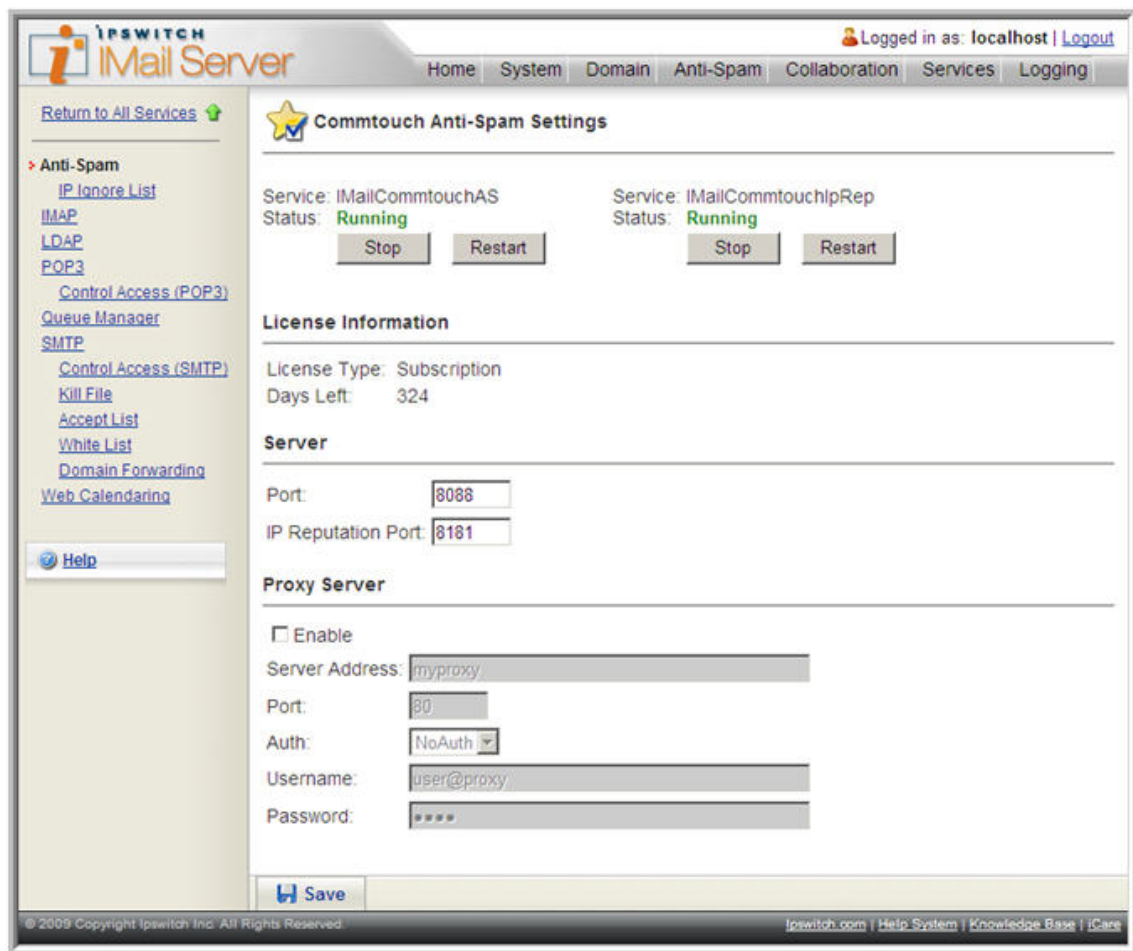 IPSWITCH
IMail Server
Logged in as: localhost | Logout
Home System Domain Anti-Spam Collaboration Services Logging
Return to All Services
Anti-Spam
IP Ignore List
IMAP
LDAP
POP3
Control Access (POP3)
Queue Manager
SMTP
Control Access (SMTP)
Kill File
Accept List
White List
Domain Forwarding
Web Calendaring
Help
Commtouch Anti-Spam Settings
Service: IMailCommtouchAS
Status: Running
Stop Restart
Service: IMailCommtouchIpRep
Status: Running
Stop Restart
License Information
License Type: Subscription
Days Left: 324
Server
Port: 8088
IP Reputation Port: 8181
Proxy Server
Enable
Server Address: myproxy
Port: 80
Auth: NoAuth
Username: user@proxy
Password: ••••
Save
© 2009 Copyright Ipswitch Inc. All Rights Reserved.
Ipswitch.com | Help System | Knowledge Base | iCare